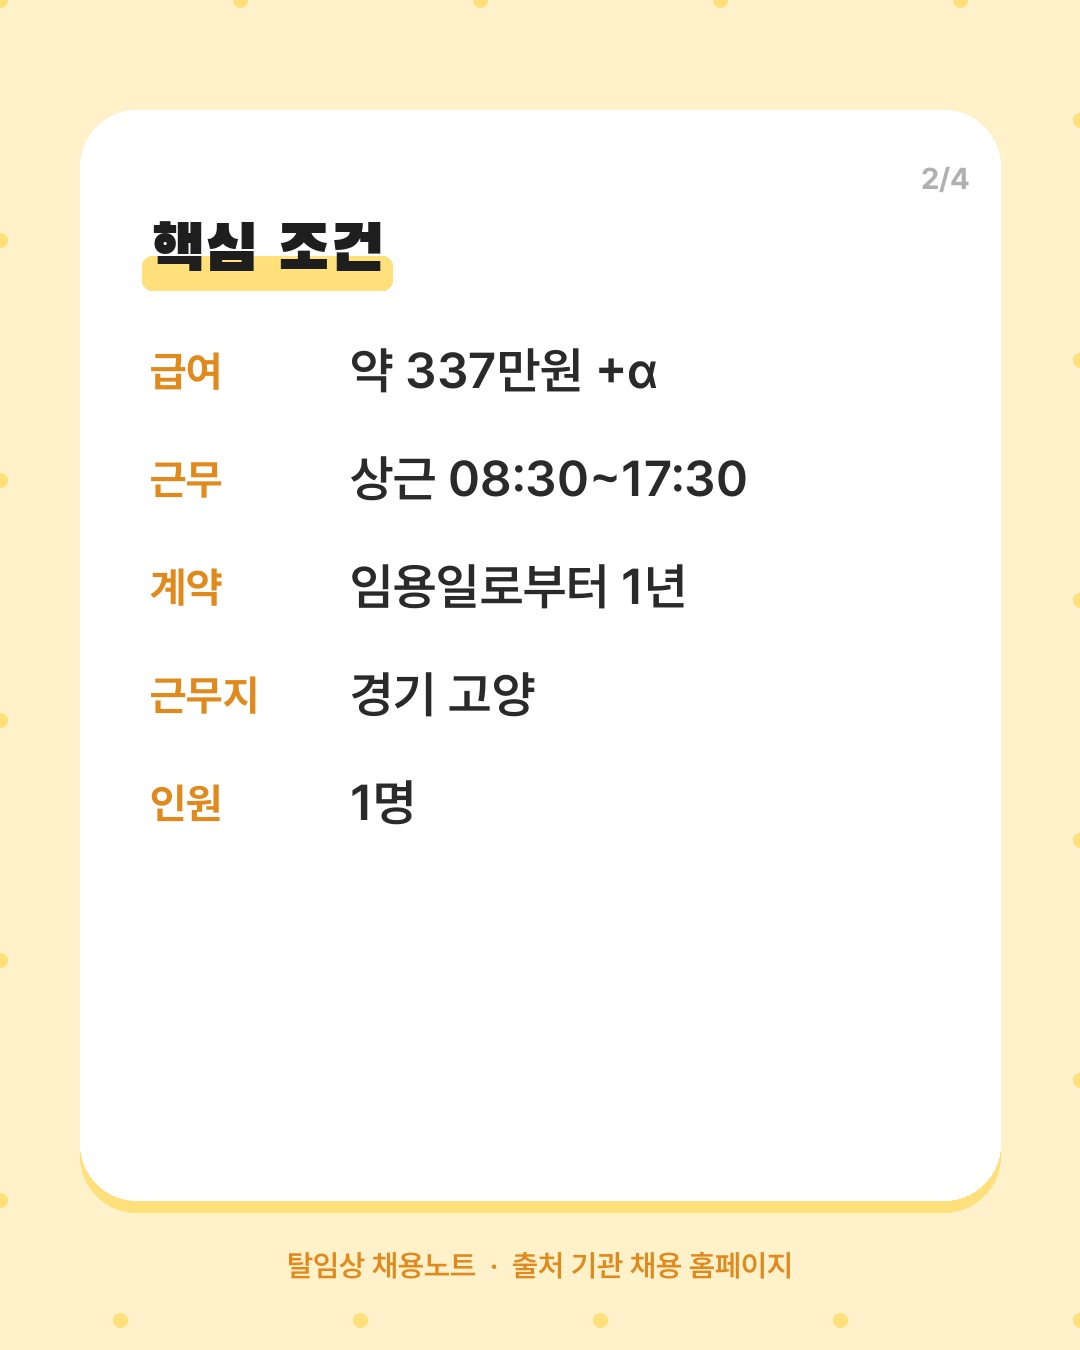 2/4
핵심 조건
급여 약 337만원 +α
근무 상근 08:30~17:30
계약 임용일로부터 1년
근무지 경기 고양
인원 1명
탈임상 채용노트 · 출처 기관 채용 홈페이지